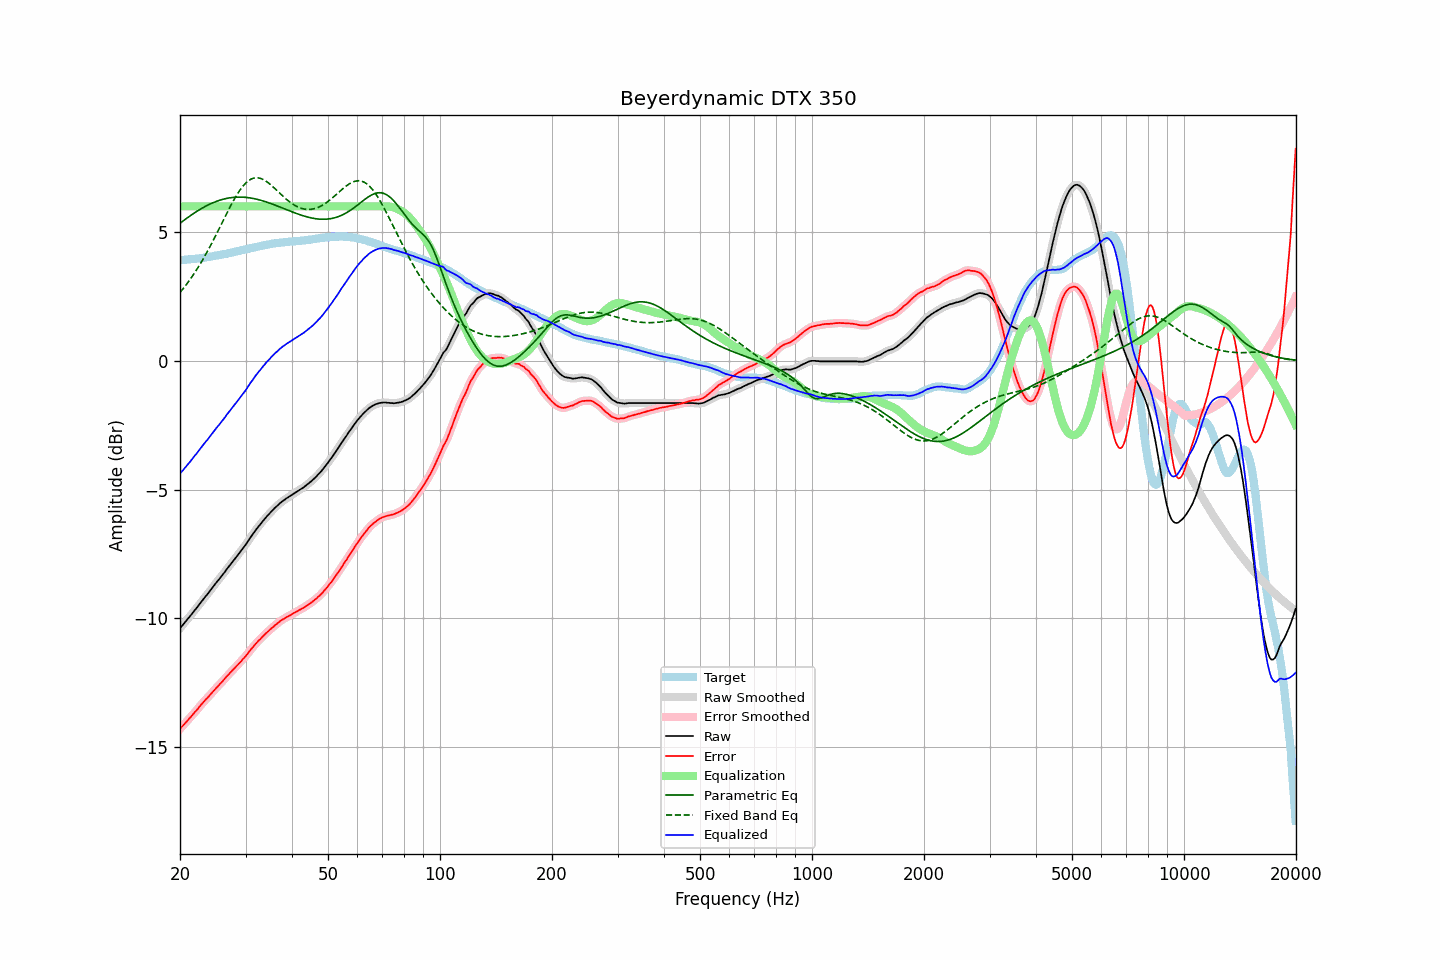 Beyerdynamic DTX 350
Amplitude (dBr)
5
0
−5
−10
−15
Target
Raw Smoothed
Error Smoothed
Raw
Error
Equalization
Parametric Eq
Fixed Band Eq
Equalized
20 50 100 200 500 1000 2000 5000 10000 20000
Frequency (Hz)